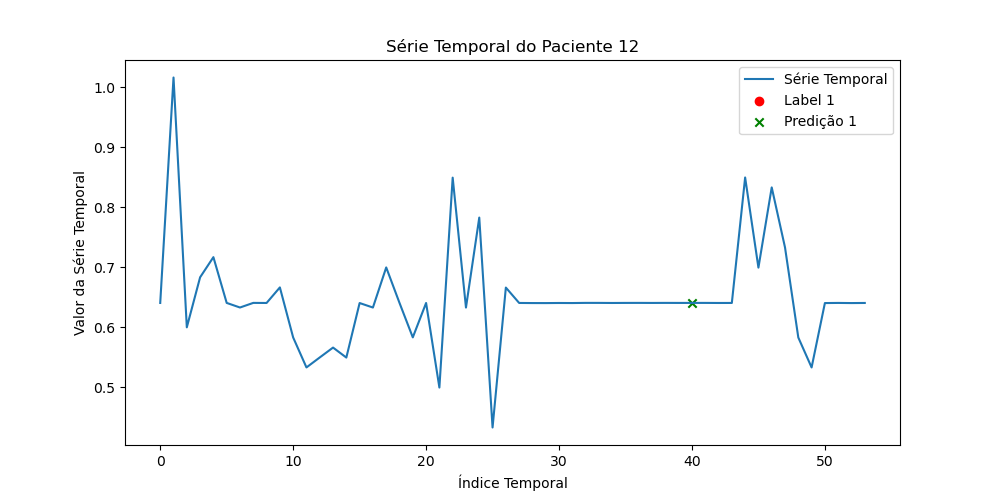 Série Temporal do Paciente 12
Série Temporal
Label 1
Predição 1
Valor da Série Temporal
1.0
0.9
0.8
0.7
0.6
0.5
0
10
20
30
40
50
Índice Temporal